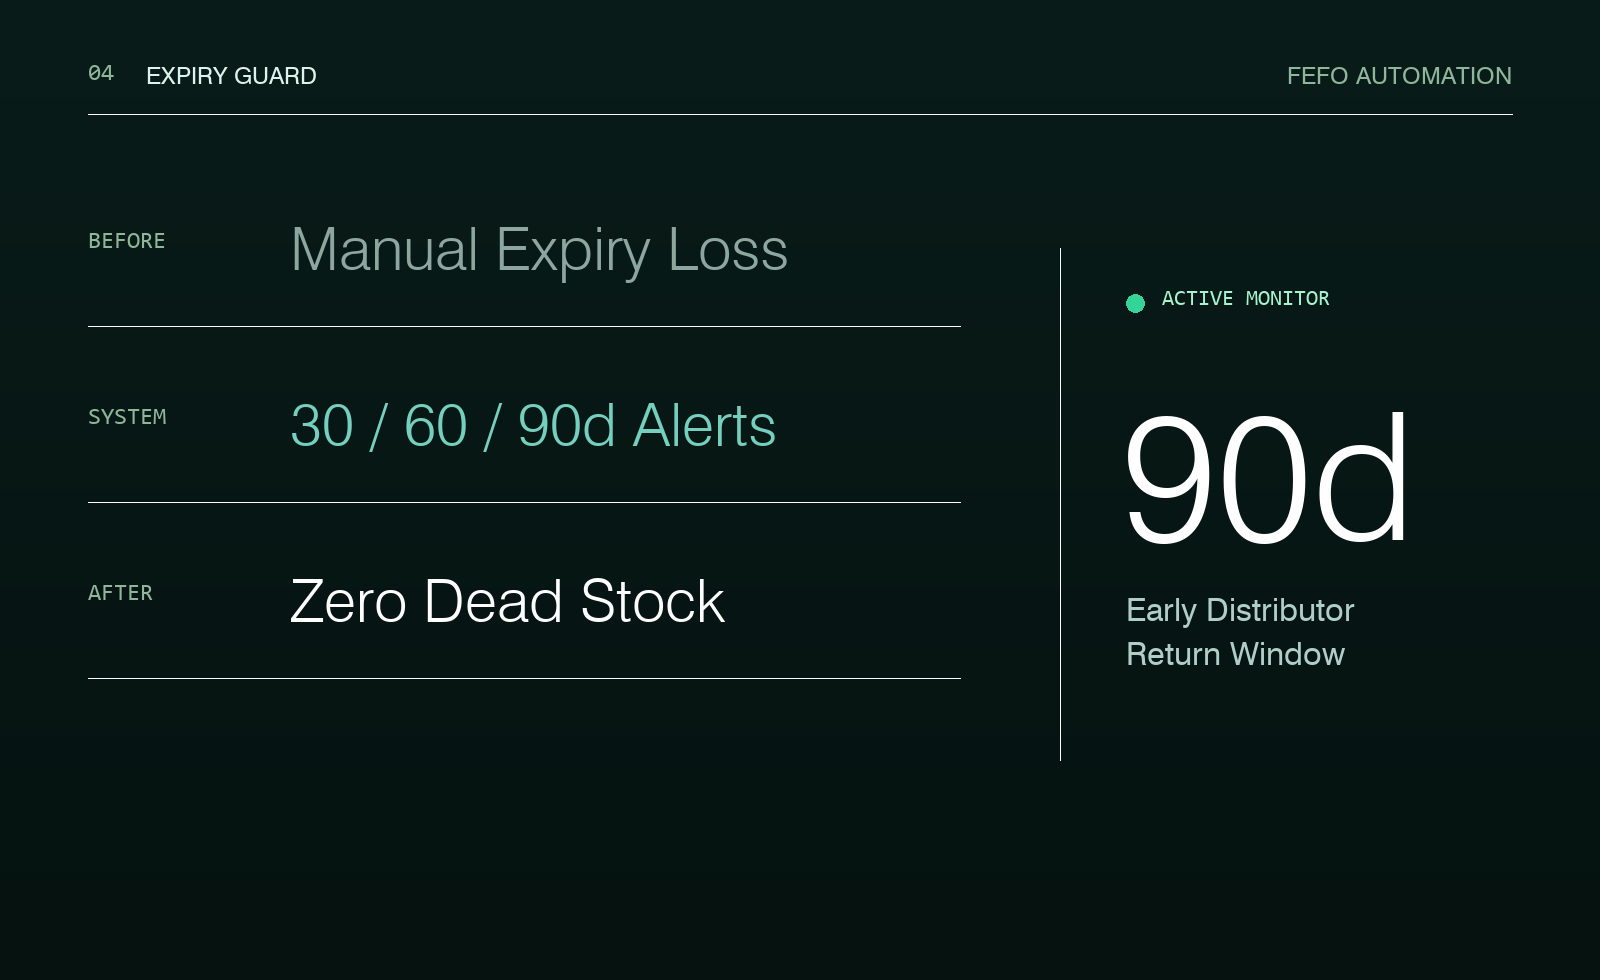 04 EXPIRY GUARD
FEFO AUTOMATION
BEFORE
Manual Expiry Loss
SYSTEM
30 / 60 / 90d Alerts
AFTER
Zero Dead Stock
ACTIVE MONITOR
90d
Early Distributor
Return Window